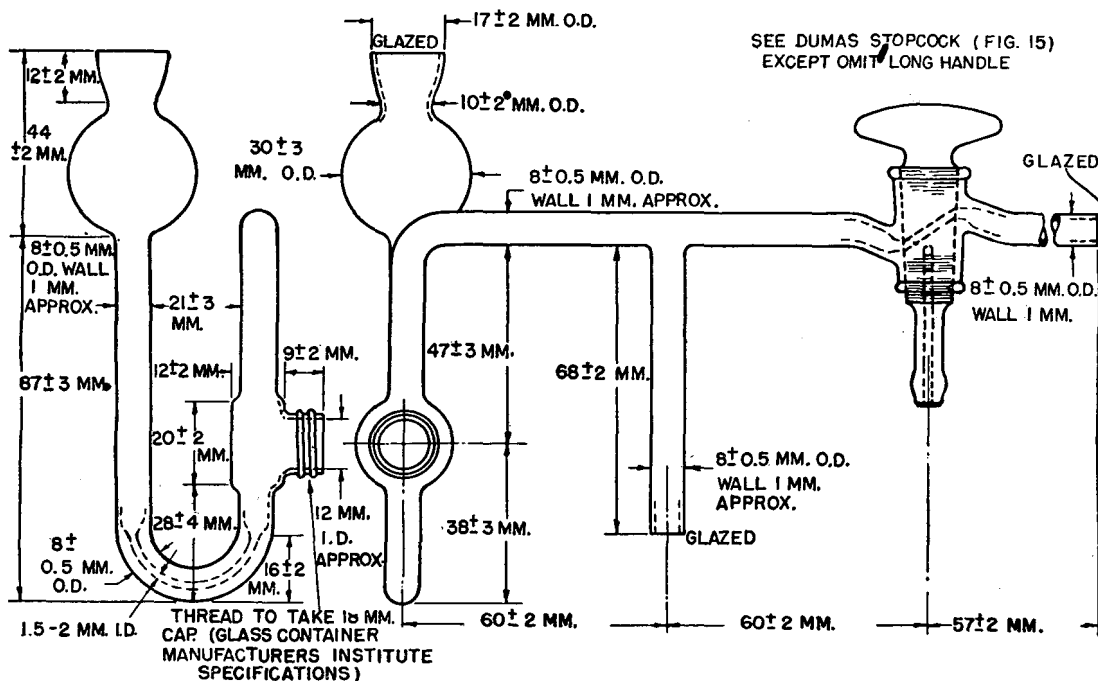 17±2 MM. O.D.
GLAZED
SEE DUMAS STOPCOCK (FIG. 15)
EXCEPT OMIT LONG HANDLE
12±2 MM.
10±2 MM. O.D.
44
±2 MM.
30±3
MM. O.D.
8±0.5 MM. O.D.
WALL 1 MM. APPROX.
GLAZED
8±0.5 MM.
O.D. WALL
1 MM.
APPROX.
21±3
MM.
8±0.5 MM. O.D.
WALL 1 MM.
9±2 MM.
47±3 MM.
12±2 MM.
87±3 MM.
68±2 MM.
20±2
MM.
8±0.5 MM. O.D.
WALL 1 MM.
APPROX
28±4 MM.
12 MM.
I.D.
APPROX.
38±3 MM.
GLAZED
8±
0.5 MM.
O.D.
16±2
MM.
1.5-2 MM. I.D.
THREAD TO TAKE 18 MM.
CAP. (GLASS CONTAINER
MANUFACTURERS INSTITUTE
SPECIFICATIONS)
60±2 MM.
60±2 MM.
57±2 MM.